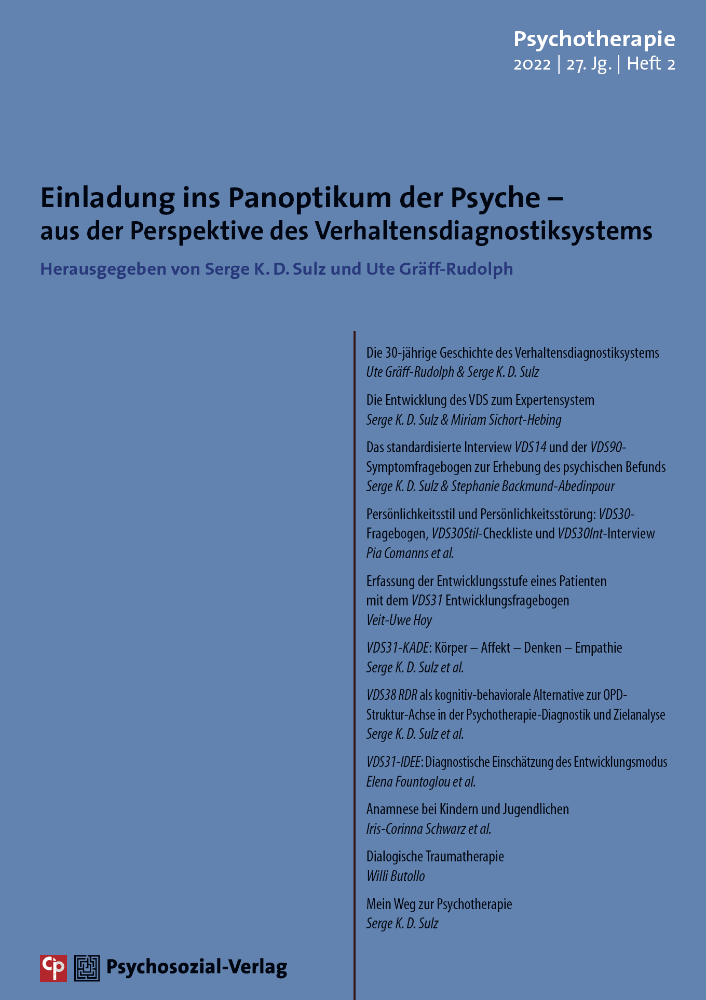 Psychotherapie
2022 | 27. Jg. | Heft 2
Einladung ins Panoptikum der Psyche –
aus der Perspektive des Verhaltensdiagnostiksystems
Herausgegeben von Serge K. D. Sulz und Ute Gräff-Rudolph
Die 30-jährige Geschichte des Verhaltensdiagnostiksystems
Ute Gräff-Rudolph & Serge K. D. Sulz
Die Entwicklung des VDS zum Expertensystem
Serge K. D. Sulz & Miriam Sichort-Hebing
Das standardisierte Interview VDS14 und der VDS90-
Symptomfragebogen zur Erhebung des psychischen Befunds
Serge K. D. Sulz & Stephanie Backmund-Abedinpour
Persönlichkeitsstil und Persönlichkeitsstörung: VDS30-
Fragebogen, VDS30Stil-Checkliste und VDS30Int-Interview
Pia Comanns et al.
Erfassung der Entwicklungsstufe eines Patienten
mit dem VDS31 Entwicklungsfragebogen
Veit-Uwe Hoy
VDS31-KADE: Körper – Affekt – Denken – Empathie
Serge K. D. Sulz et al.
VDS38 RDR als kognitiv-behaviorale Alternative zur OPD-
Struktur-Achse in der Psychotherapie-Diagnostik und Zielanalyse
Serge K. D. Sulz et al.
VDS31-IDEE: Diagnostische Einschätzung des Entwicklungsmodus
Elena Fountoglou et al.
Anamnese bei Kindern und Jugendlichen
Iris-Corinna Schwarz et al.
Dialogische Traumatherapie
Willi Butollo
Mein Weg zur Psychotherapie
Serge K. D. Sulz
cip Psychosozial-Verlag